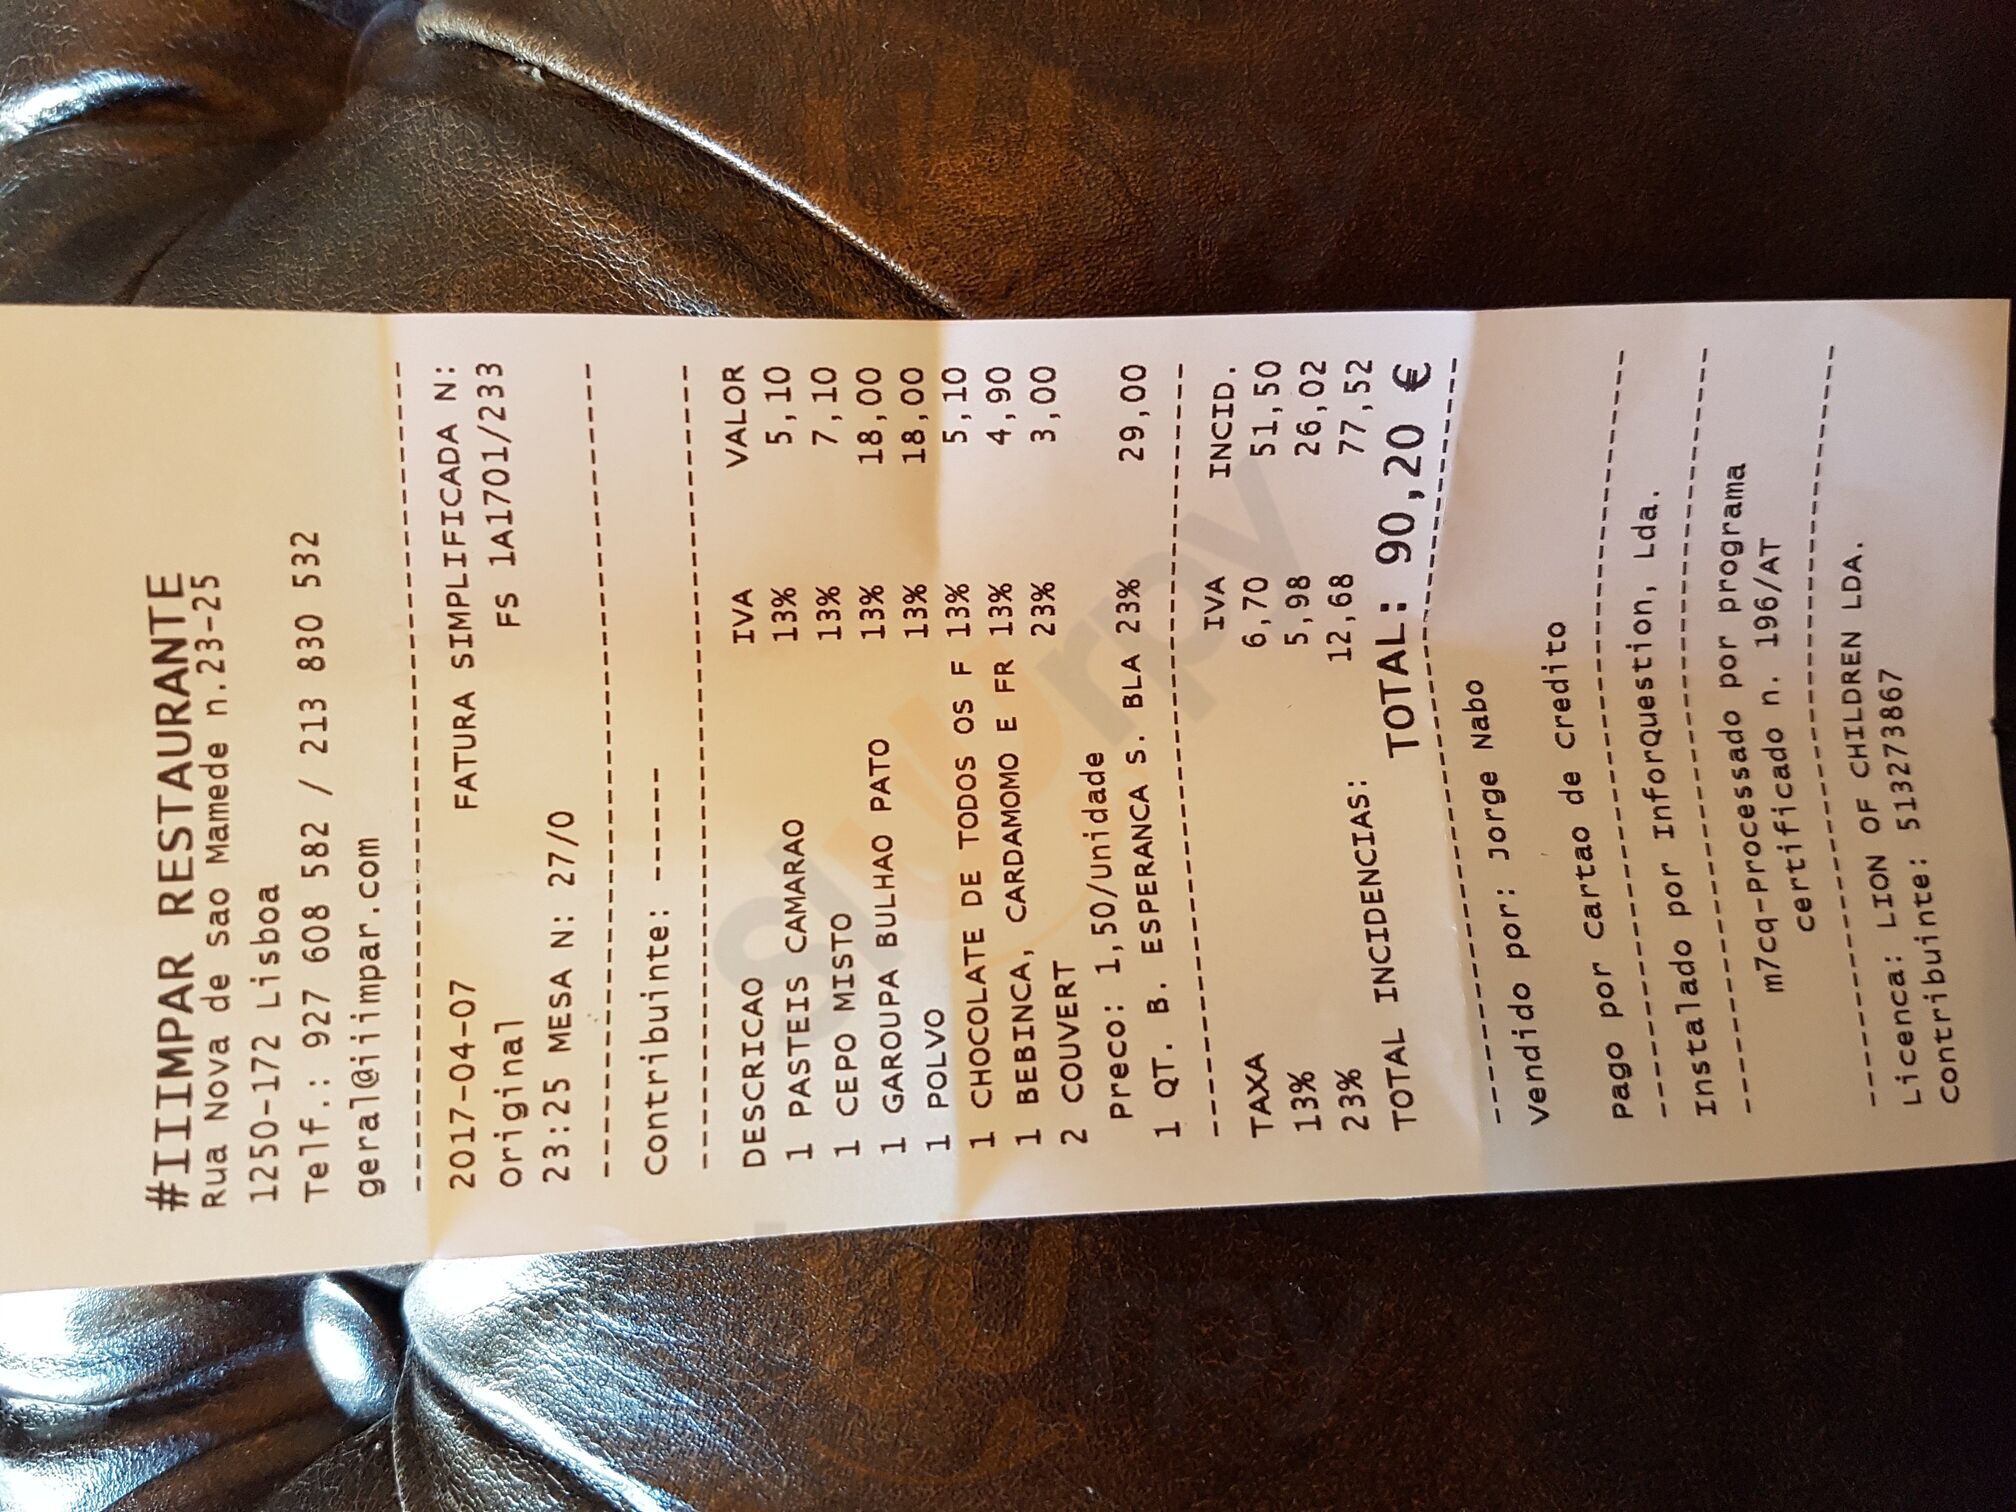 #IIIMPAR RESTAURANTE
Rua Nova de Sao Mamede n.23-25
1250-172 Lisboa
Telf.: 927 608 582 / 213 830 532
geral@iiimpar.com
2017-04-07 FATURA SIMPLIFICADA N:
Original FS 1A1701/233
23:25 MESA N: 27/0
Contribuinte: ------
DESCRICAO IVA VALOR
1 PASTEIS CAMARAO 13% 5,10
1 CEPO MISTO 13% 7,10
1 GAROUPA BULHAO PATO 13% 18,00
1 POLVO 13% 18,00
1 CHOCOLATE DE TODOS OS F 13% 5,10
1 BEBINCA, CARDAMOMO E FR 13% 4,90
2 COUVERT 23% 3,00
Preco: 1,50/Unidade
1 QT. B. ESPERANCA S. BLA 23% 29,00
TAXA IVA INCID.
13% 6,70 51,50
23% 5,98 26,02
TOTAL INCIDENCIAS: 12,68 77,52
TOTAL: 90,20 €
Vendido por: Jorge Nabo
Pago por Cartao de Credito
Instalado por InforQuestion, Lda.
m7cq-Processado por programa
certificado n. 196/AT
Licenca: LION OF CHILDREN LDA.
Contribuinte: 513273867
Slurpy